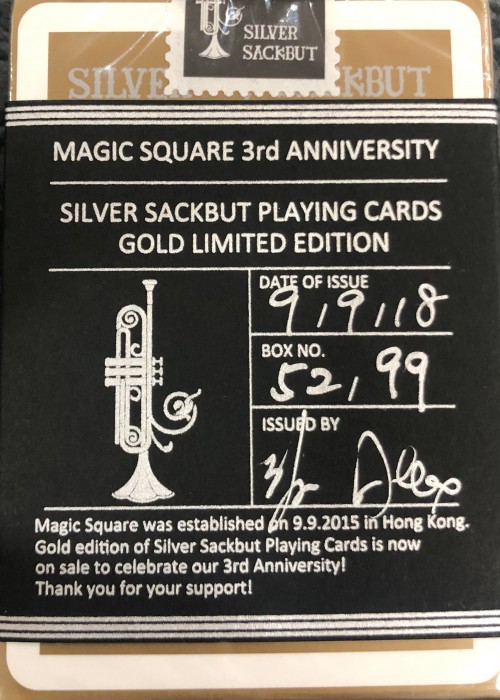 SILVER
SACKBUT
SILVER SACKBUT
MAGIC SQUARE 3rd ANNIVERSITY
SILVER SACKBUT PLAYING CARDS
GOLD LIMITED EDITION
DATE OF ISSUE
9/9/18
BOX NO.
52, 99
ISSUED BY
Magic Square was established on 9.9.2015 in Hong Kong.
Gold edition of Silver Sackbut Playing Cards is now
on sale to celebrate our 3rd Anniversity!
Thank you for your support!